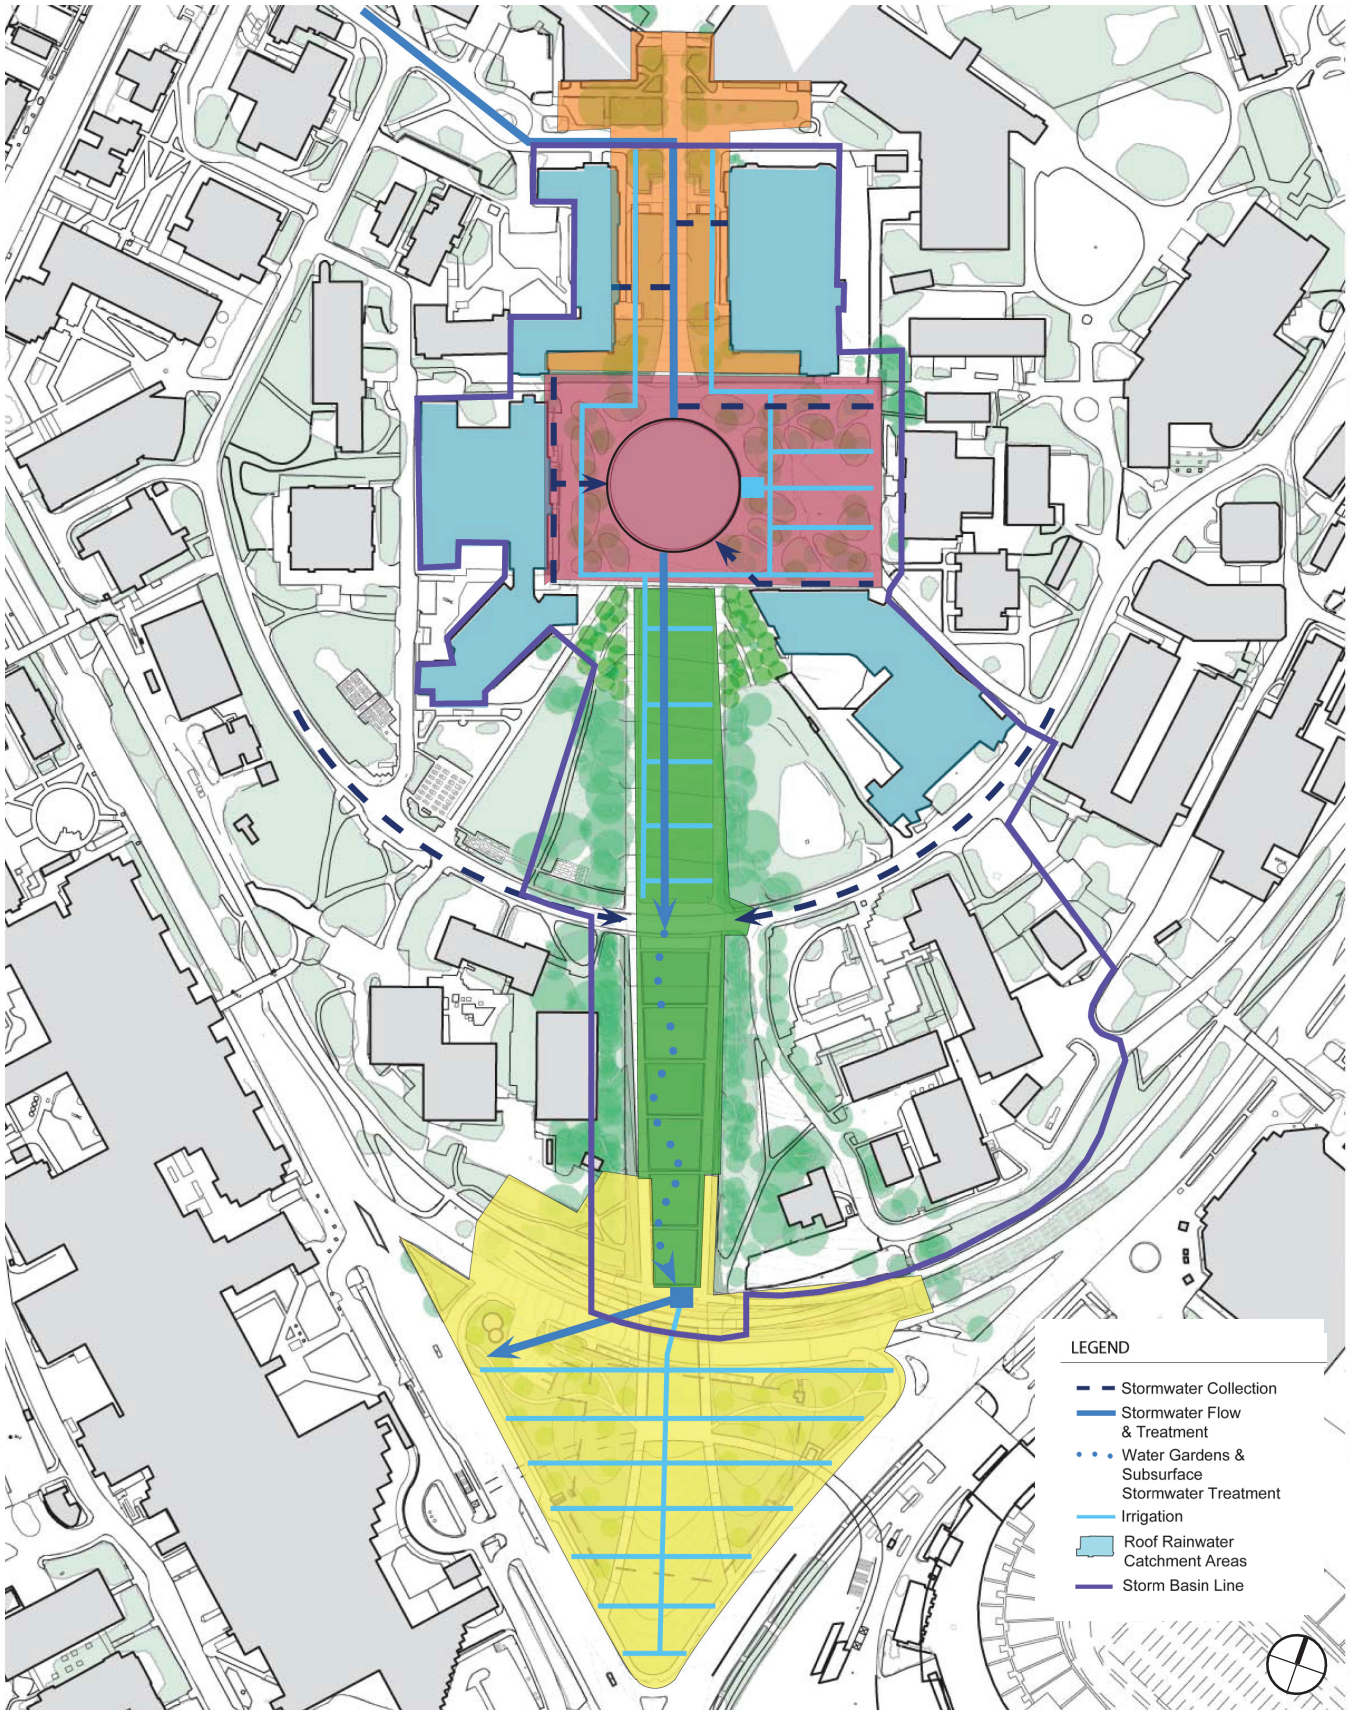 LEGEND
Stormwater Collection
Stormwater Flow
& Treatment
Water Gardens &
Subsurface
Stormwater Treatment
Irrigation
Roof Rainwater
Catchment Areas
Storm Basin Line